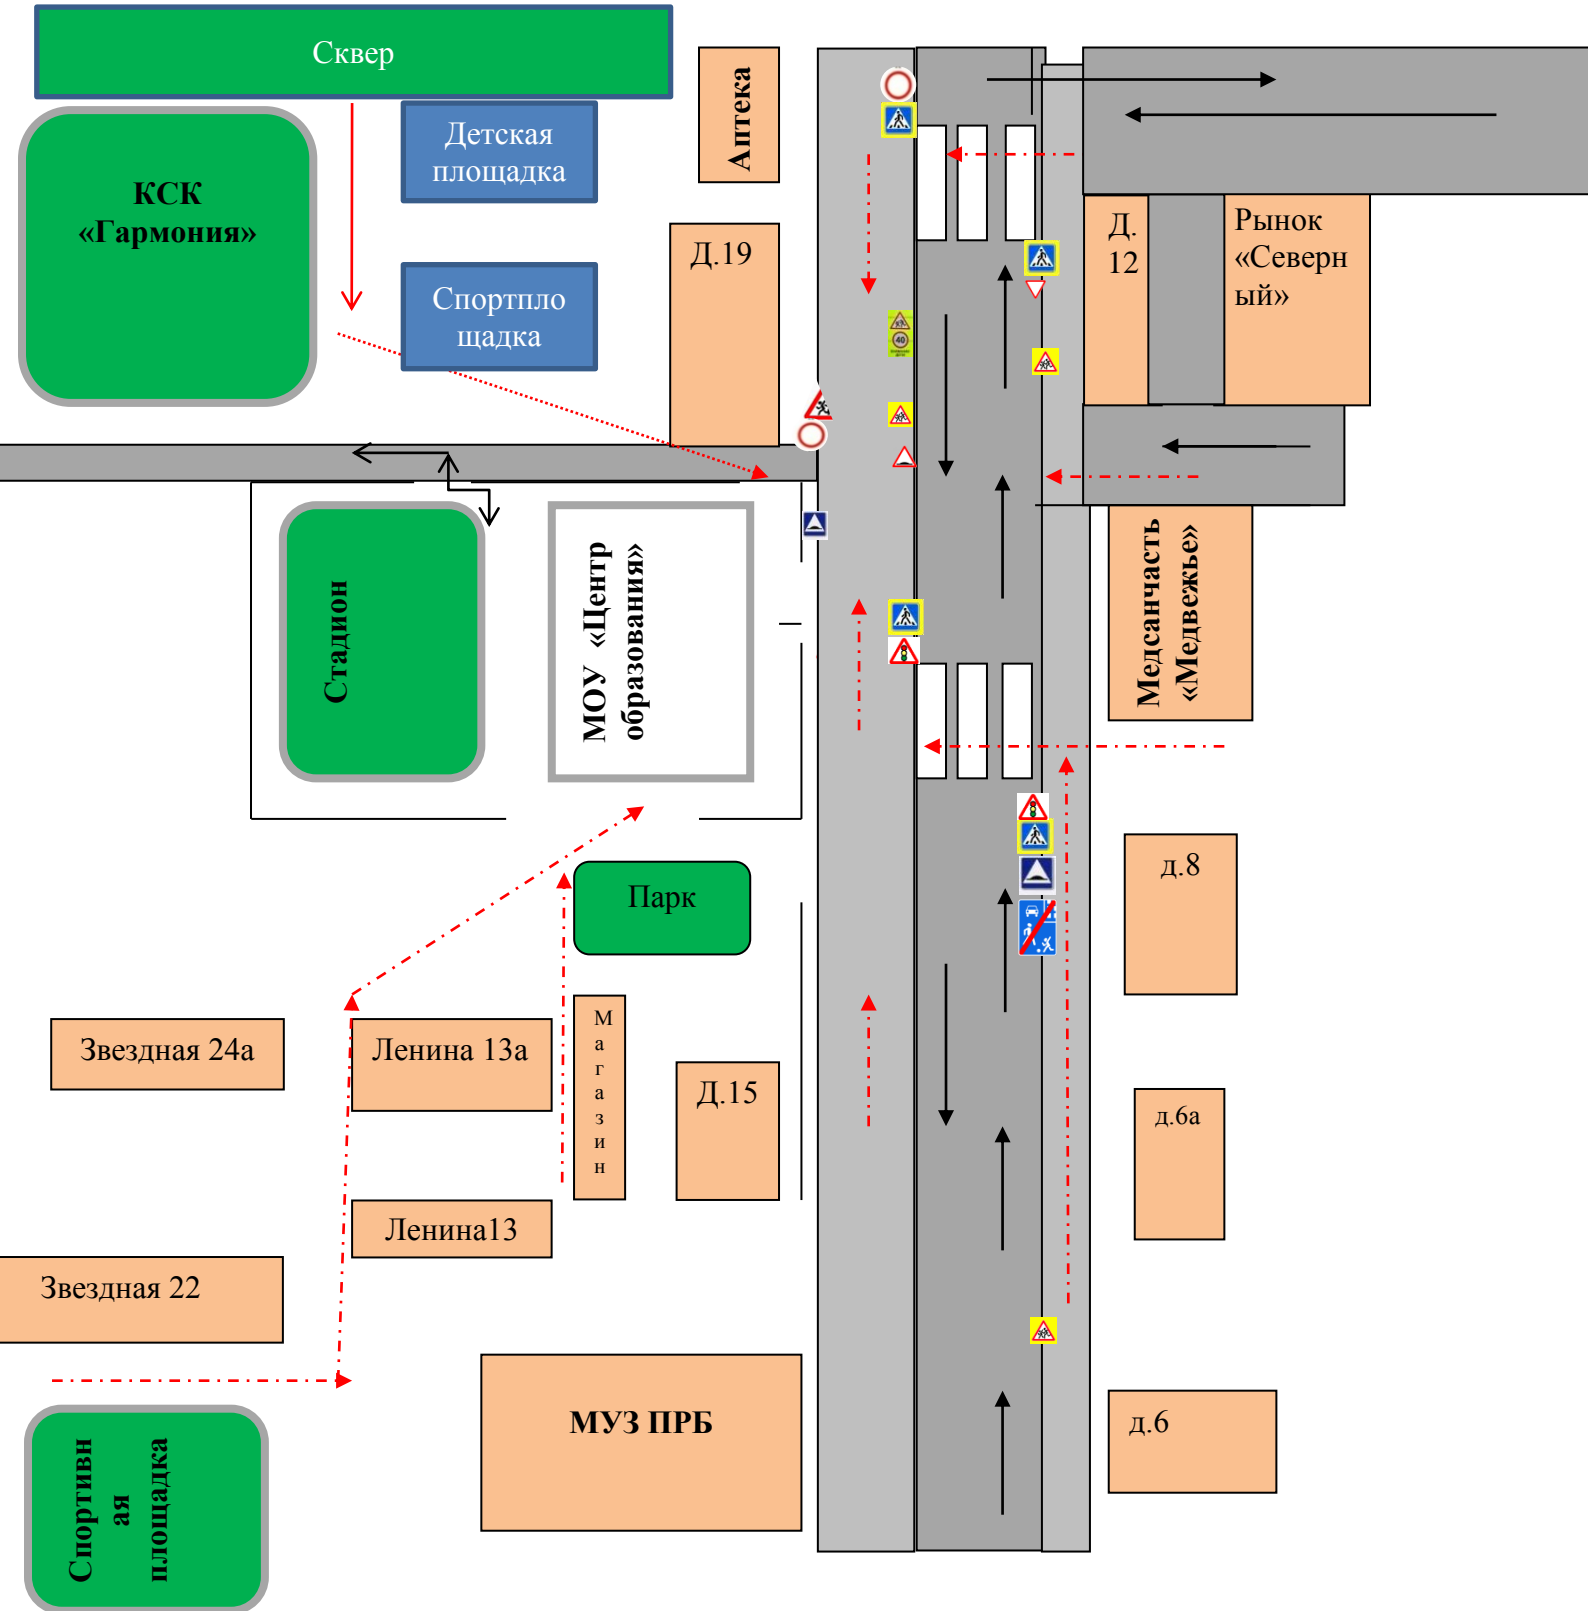 Сквер
Аптека
Детская
площадка
КСК
«Гармония»
Д.19
Д.
12
Рынок
«Северн
ый»
Спортпло
щадка
40
Стадион
МОУ «Центр
образования»
Медсанчасть
«Медвежье»
Парк
д.8
Звездная 24а
Ленина 13а
М
а
г
а
з
и
н
Д.15
д.6а
Ленина13
Звездная 22
МУЗ ПРБ
д.6
Спортивн
ая
площадка